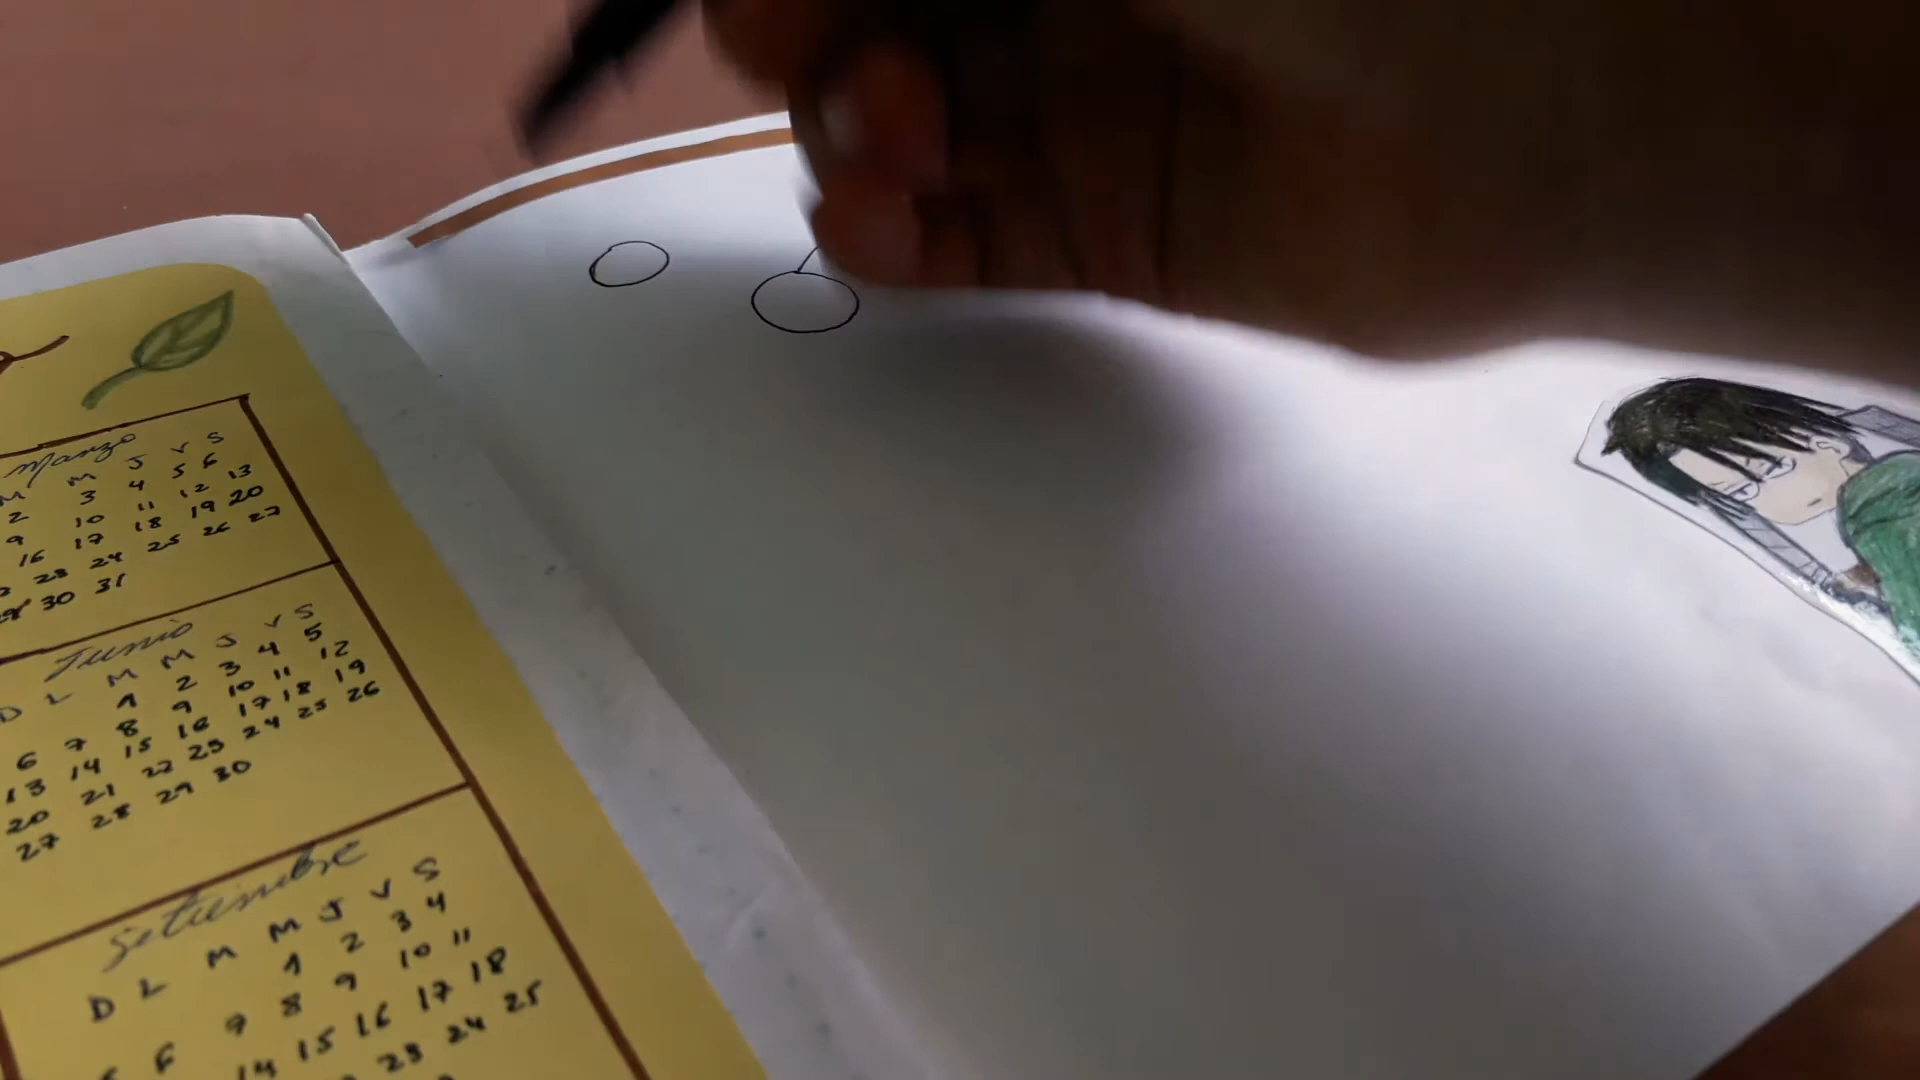 Marzo
M M J V S
2 3 4 5 6
9 10 11 12 13
16 17 18 19 20
23 24 25 26 27
30 31
Junio
D L M M J V S
1 2 3 4 5
6 7 8 9 10 11 12
13 14 15 16 17 18 19
20 21 22 23 24 25 26
27 28 29 30
Setiembre
D L M M J V S
1 2 3 4
6 7 8 9 10 11
14 15 16 17 18
23 24 25